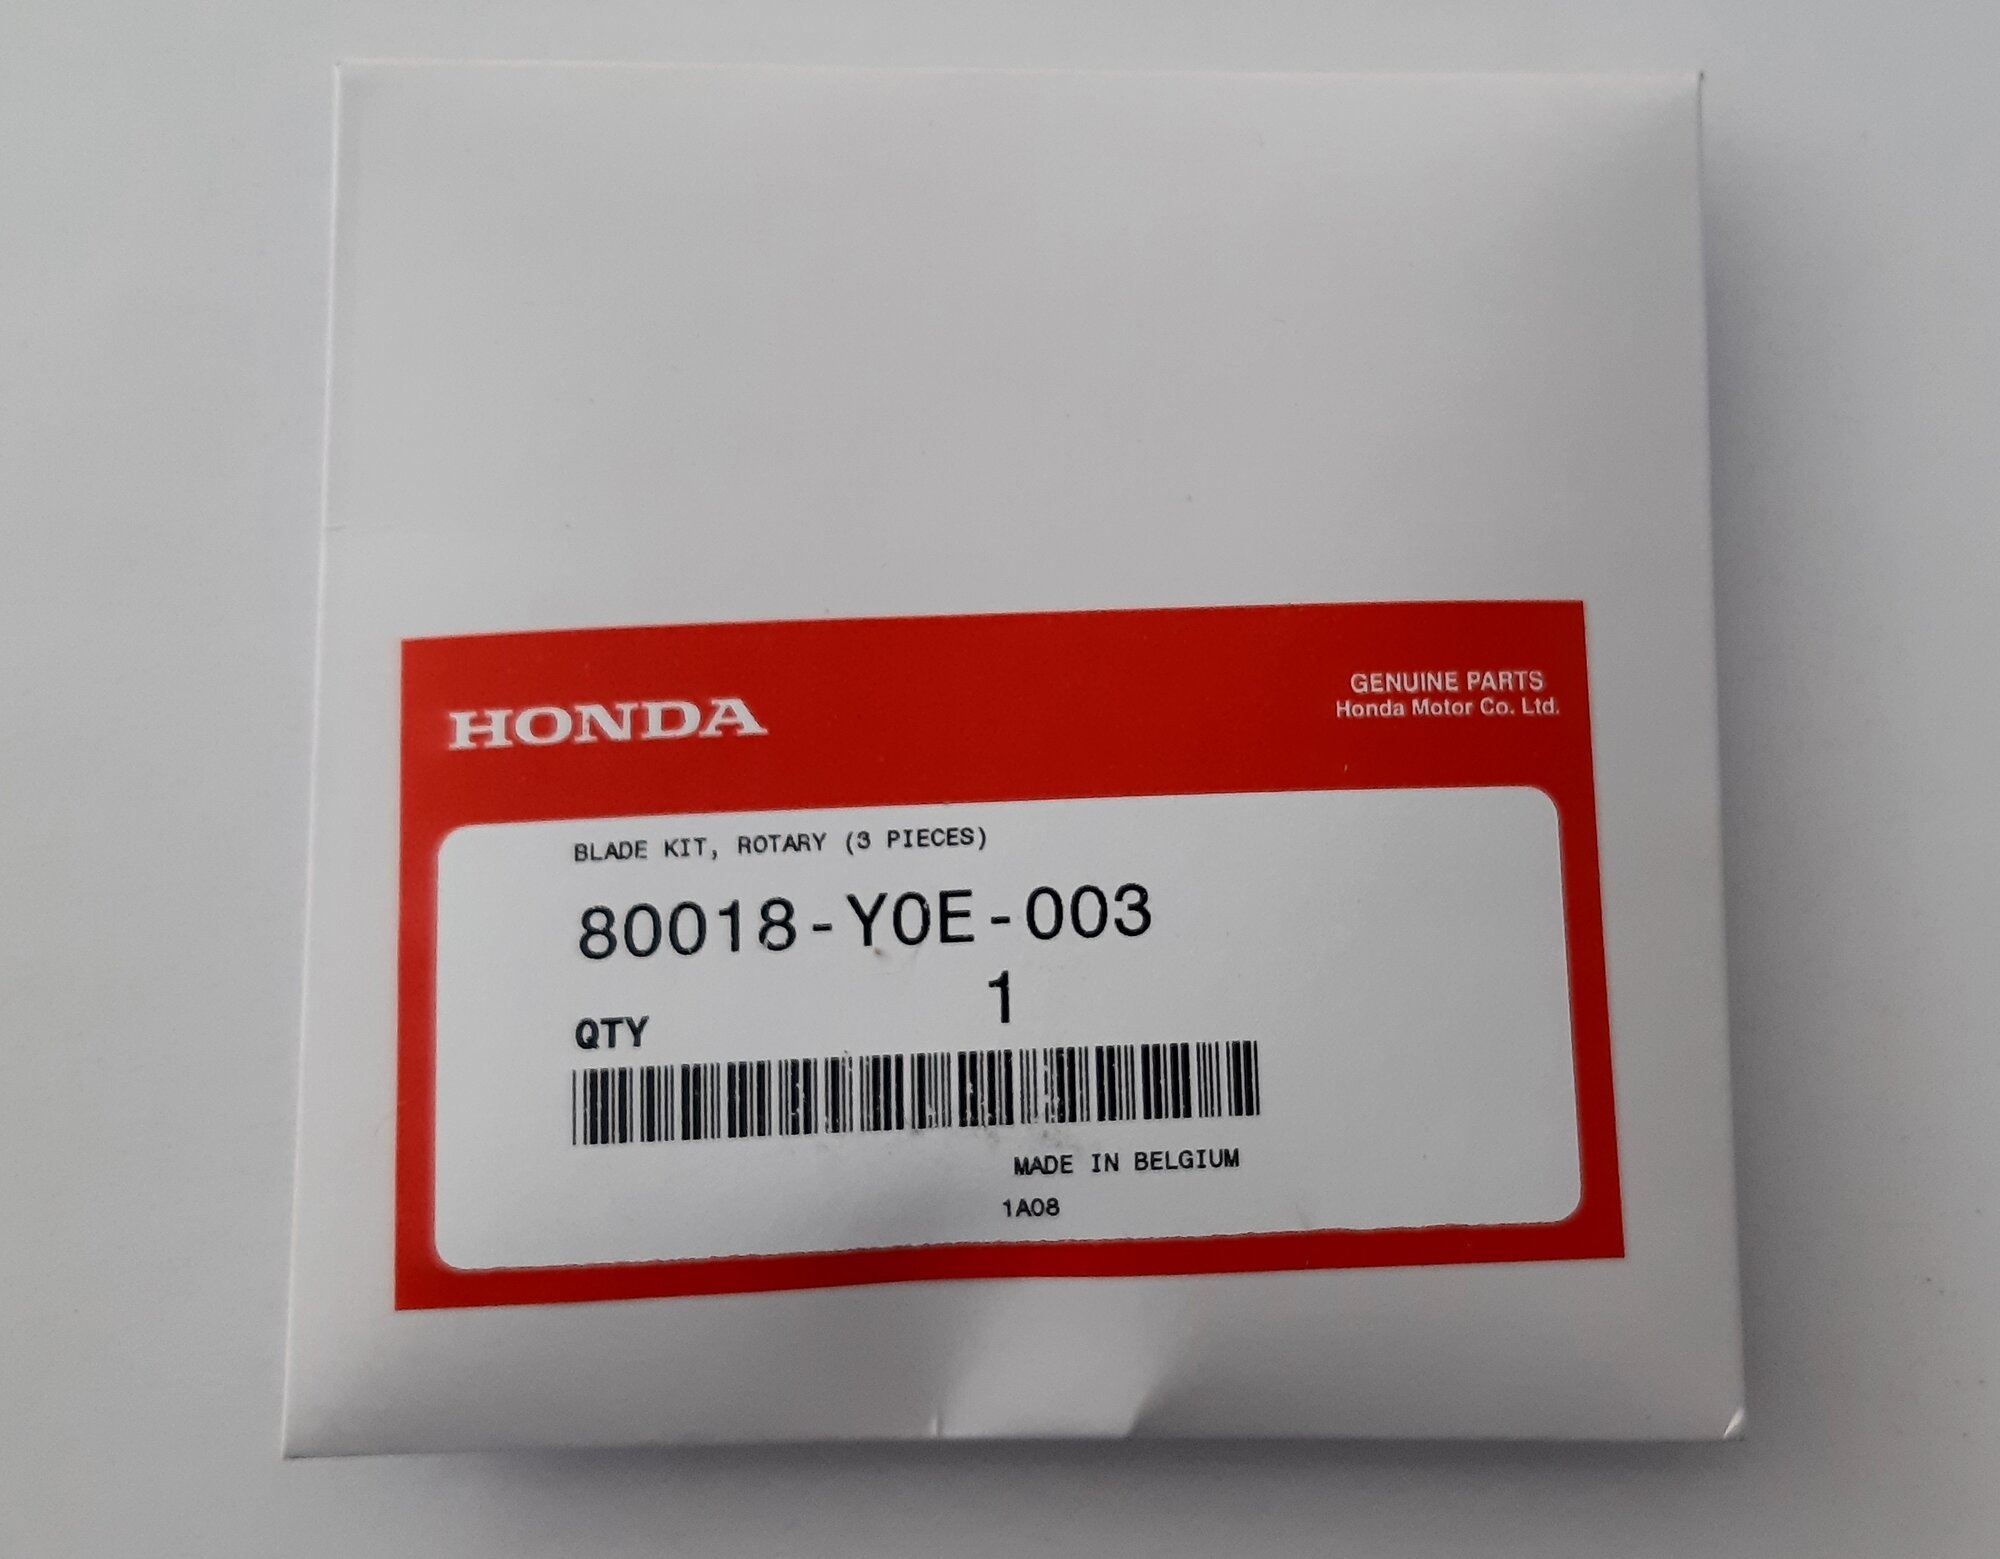 HONDA
GENUINE PARTS
Honda Motor Co. Ltd.
BLADE KIT, ROTARY (3 PIECES)
80018-Y0E-003
QTY 1
MADE IN BELGIUM
1A08